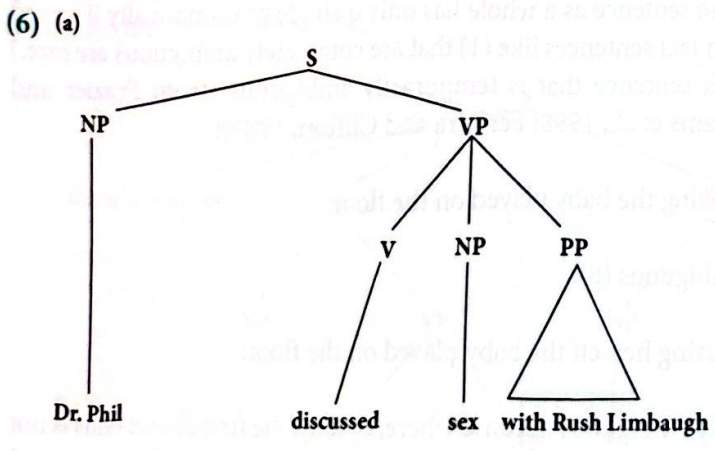 (6) (a)
S
NP VP
V NP PP
Dr. Phil discussed sex with Rush Limbaugh